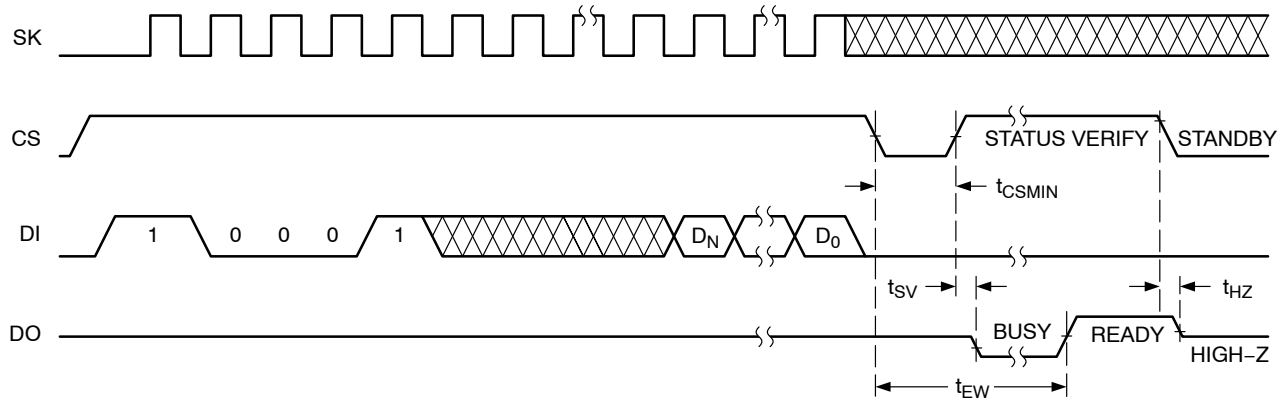 SK
CS
STATUS VERIFY
STANDBY
tCSMIN
DI
1 0 0 0 1 DN D0
tSV
tHZ
DO
BUSY
READY
HIGH–Z
tEW